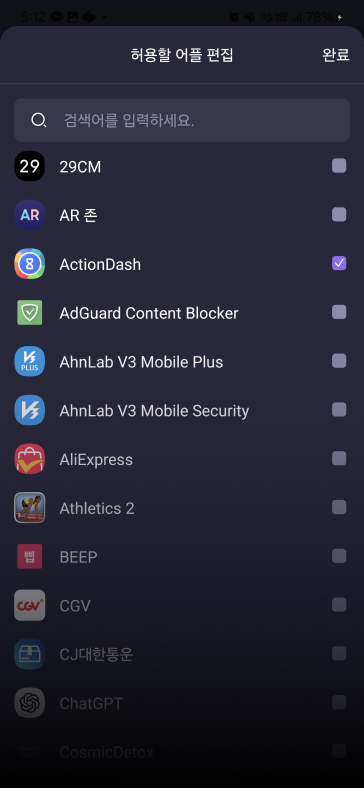 5:12
78%
허용할 어플 편집
완료
검색어를 입력하세요.
29 29CM
AR AR 존
ActionDash
AdGuard Content Blocker
PLUS AhnLab V3 Mobile Plus
AhnLab V3 Mobile Security
AliExpress
Athletics 2
삡 BEEP
CGV CGV
CJ대한통운
ChatGPT
CosmicDetox